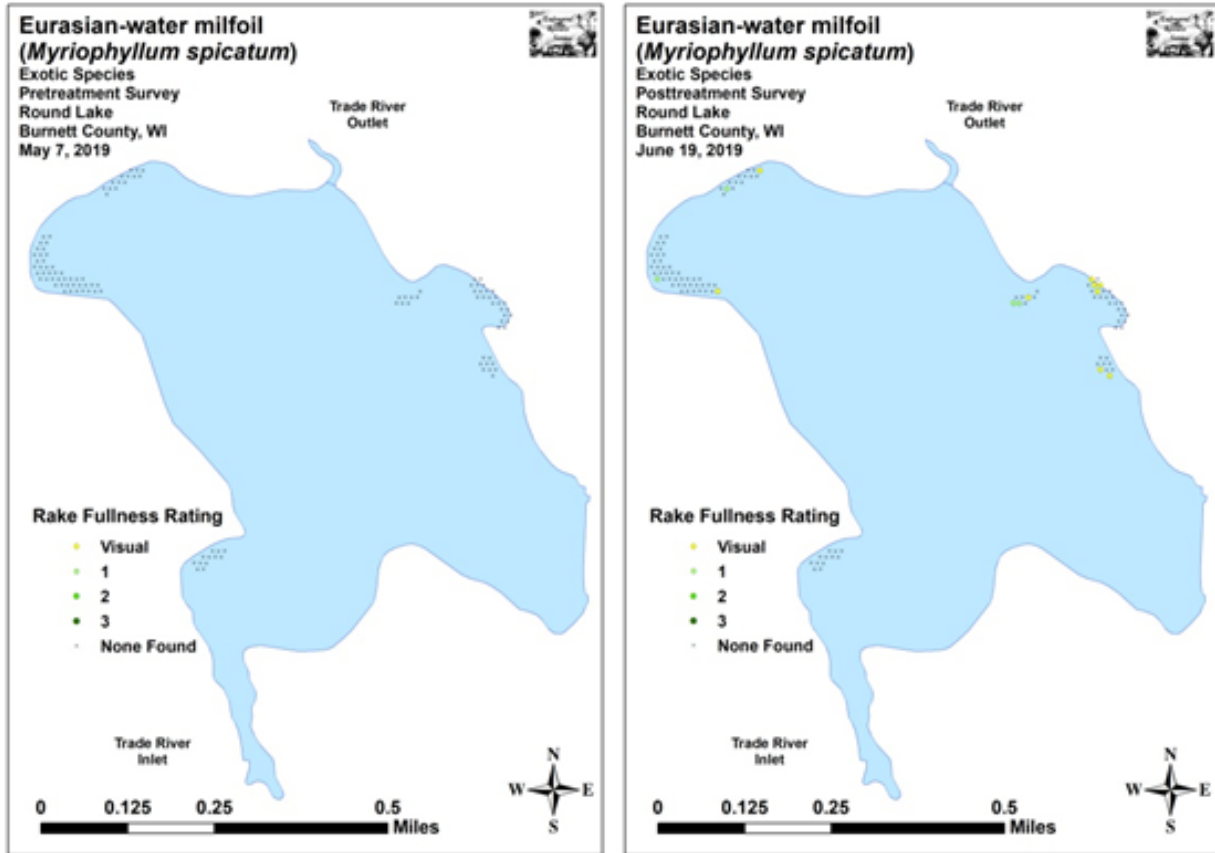 Eurasian-water milfoil
(Myriophyllum spicatum)
Exotic Species
Pretreatment Survey
Round Lake
Burnett County, WI
May 7, 2019
Trade River
Outlet
Rake Fullness Rating
Visual
1
2
3
None Found
Trade River
Inlet
N
W
E
S
0
0.125
0.25
0.5
Miles
Eurasian-water milfoil
(Myriophyllum spicatum)
Exotic Species
Posttreatment Survey
Round Lake
Burnett County, WI
June 19, 2019
Trade River
Outlet
Rake Fullness Rating
Visual
1
2
3
None Found
Trade River
Inlet
N
W
E
S
0
0.125
0.25
0.5
Miles